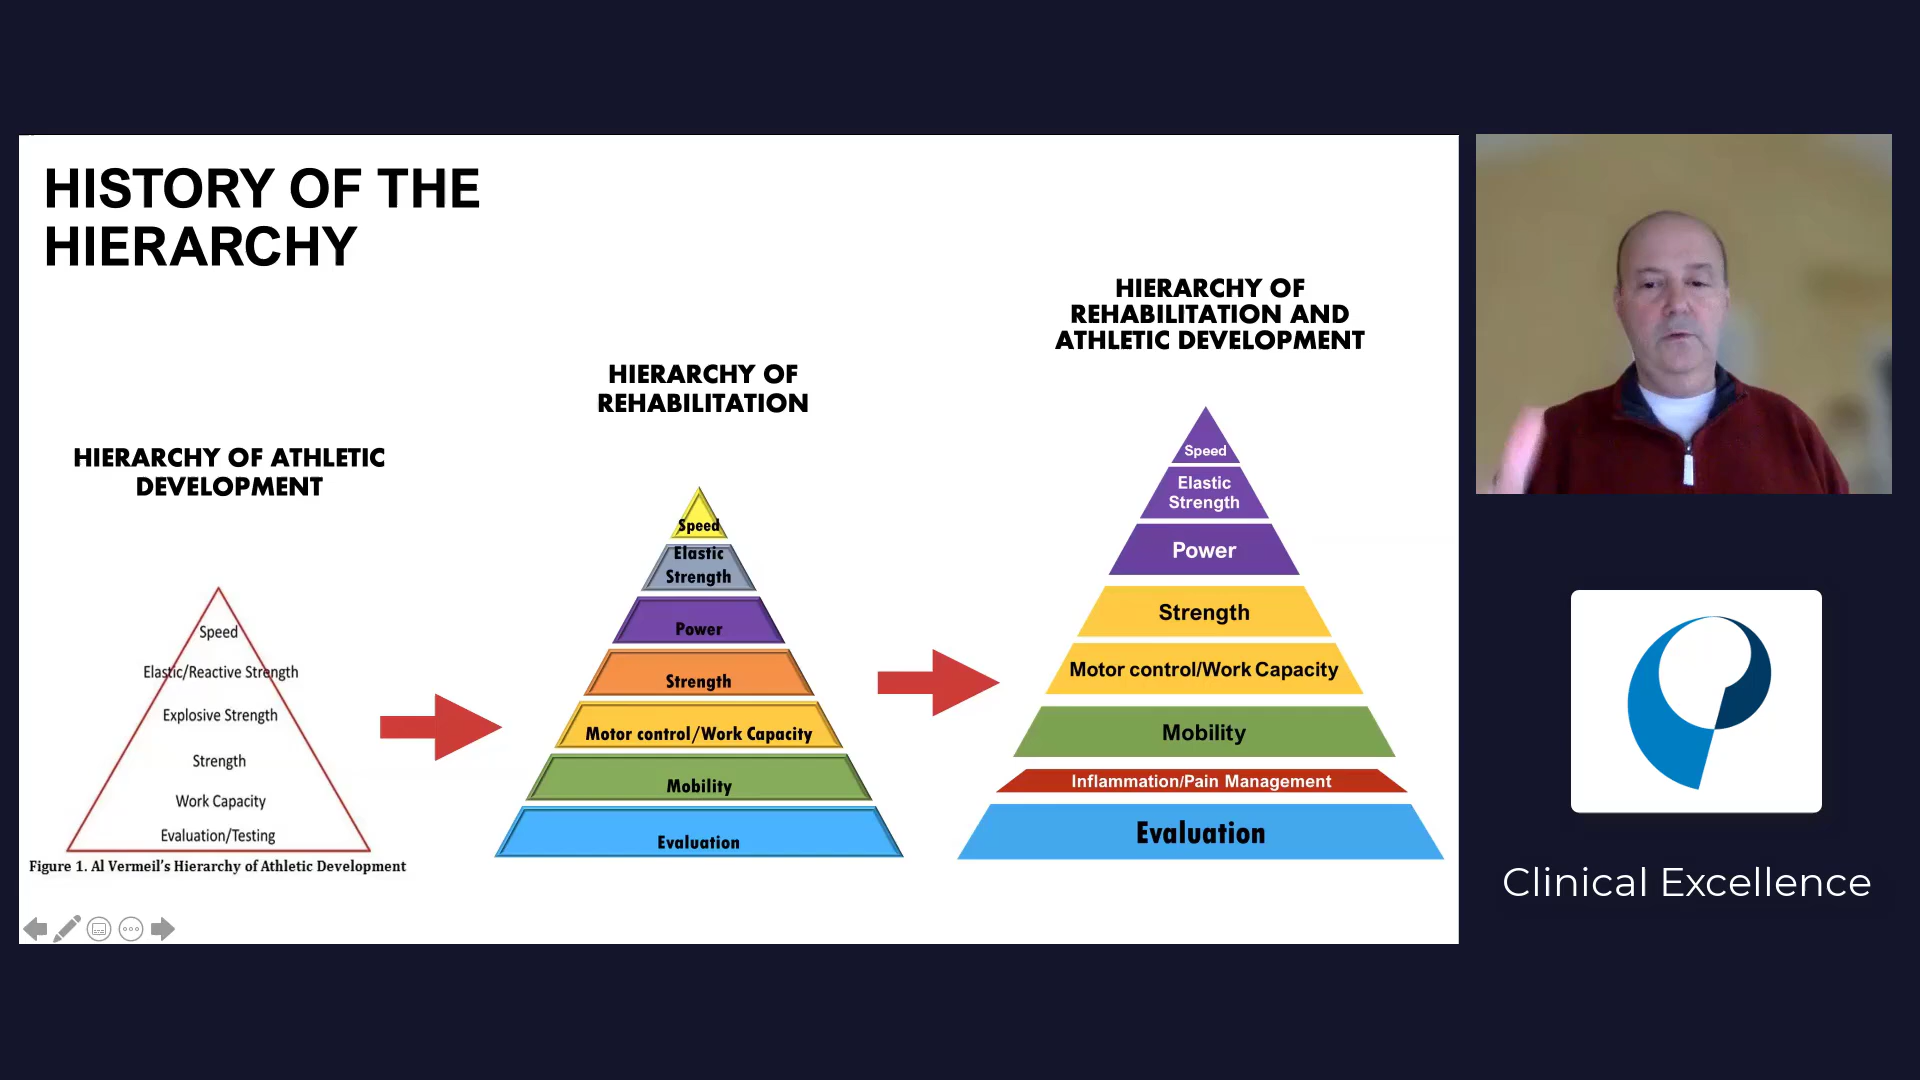 HISTORY OF THE
HIERARCHY
HIERARCHY OF ATHLETIC
DEVELOPMENT
Speed
Elastic/Reactive Strength
Explosive Strength
Strength
Work Capacity
Evaluation/Testing
Figure 1. Al Vermeil's Hierarchy of Athletic Development
HIERARCHY OF
REHABILITATION
Speed
Elastic
Strength
Power
Strength
Motor control/Work Capacity
Mobility
Evaluation
HIERARCHY OF
REHABILITATION AND
ATHLETIC DEVELOPMENT
Speed
Elastic
Strength
Power
Strength
Motor control/Work Capacity
Mobility
Inflammation/Pain Management
Evaluation
Clinical Excellence